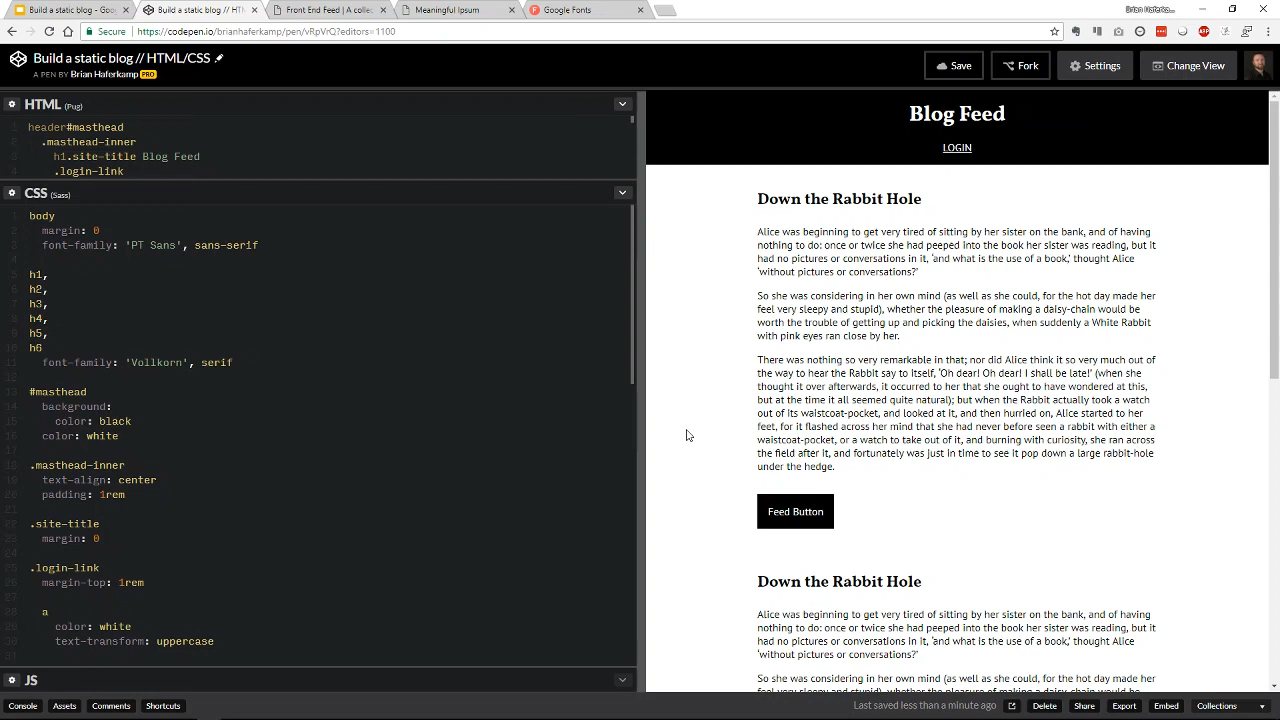 Build a static blog - Goo
Build a static blog // HTM
Front End Feed | A collec
Meaningful Ipsum
Google Fonts
Brian Haferka...
Secure
https://codepen.io/brianhaferkamp/pen/vRpVrQ?editors=1100
Build a static blog // HTML/CSS
A PEN BY Brian Haferkamp PRO
Save
Fork
Settings
Change View
HTML (Pug)
1 header#masthead
2 .masthead-inner
3 h1.site-title Blog Feed
4 .login-link
CSS (Sass)
body
margin: 0
font-family: 'PT Sans', sans-serif
h1,
h2,
h3,
h4,
h5,
h6
font-family: 'Vollkorn', serif
#masthead
background:
color: black
color: white
.masthead-inner
text-align: center
padding: 1rem
.site-title
margin: 0
.login-link
margin-top: 1rem
a
color: white
text-transform: uppercase
JS
Blog Feed
LOGIN
Down the Rabbit Hole
Alice was beginning to get very tired of sitting by her sister on the bank, and of having
nothing to do: once or twice she had peeped into the book her sister was reading, but it
had no pictures or conversations in it, 'and what is the use of a book,' thought Alice
'without pictures or conversations?'
So she was considering in her own mind (as well as she could, for the hot day made her
feel very sleepy and stupid), whether the pleasure of making a daisy-chain would be
worth the trouble of getting up and picking the daisies, when suddenly a White Rabbit
with pink eyes ran close by her.
There was nothing so very remarkable in that; nor did Alice think it so very much out of
the way to hear the Rabbit say to itself, 'Oh dear! Oh dear! I shall be late!' (when she
thought it over afterwards, it occurred to her that she ought to have wondered at this,
but at the time it all seemed quite natural); but when the Rabbit actually took a watch
out of its waistcoat-pocket, and looked at it, and then hurried on, Alice started to her
feet, for it flashed across her mind that she had never before seen a rabbit with either a
waistcoat-pocket, or a watch to take out of it, and burning with curiosity, she ran across
the field after it, and fortunately was just in time to see it pop down a large rabbit-hole
under the hedge.
Feed Button
Down the Rabbit Hole
Alice was beginning to get very tired of sitting by her sister on the bank, and of having
nothing to do: once or twice she had peeped into the book her sister was reading, but it
had no pictures or conversations in it, 'and what is the use of a book,' thought Alice
'without pictures or conversations?'
So she was considering in her own mind (as well as she could, for the hot day made her
feel very sleepy and stupid), whether the pleasure of making a daisy-chain would be
Console
Assets
Comments
Shortcuts
Last saved less than a minute ago
Delete
Share
Export
Embed
Collections